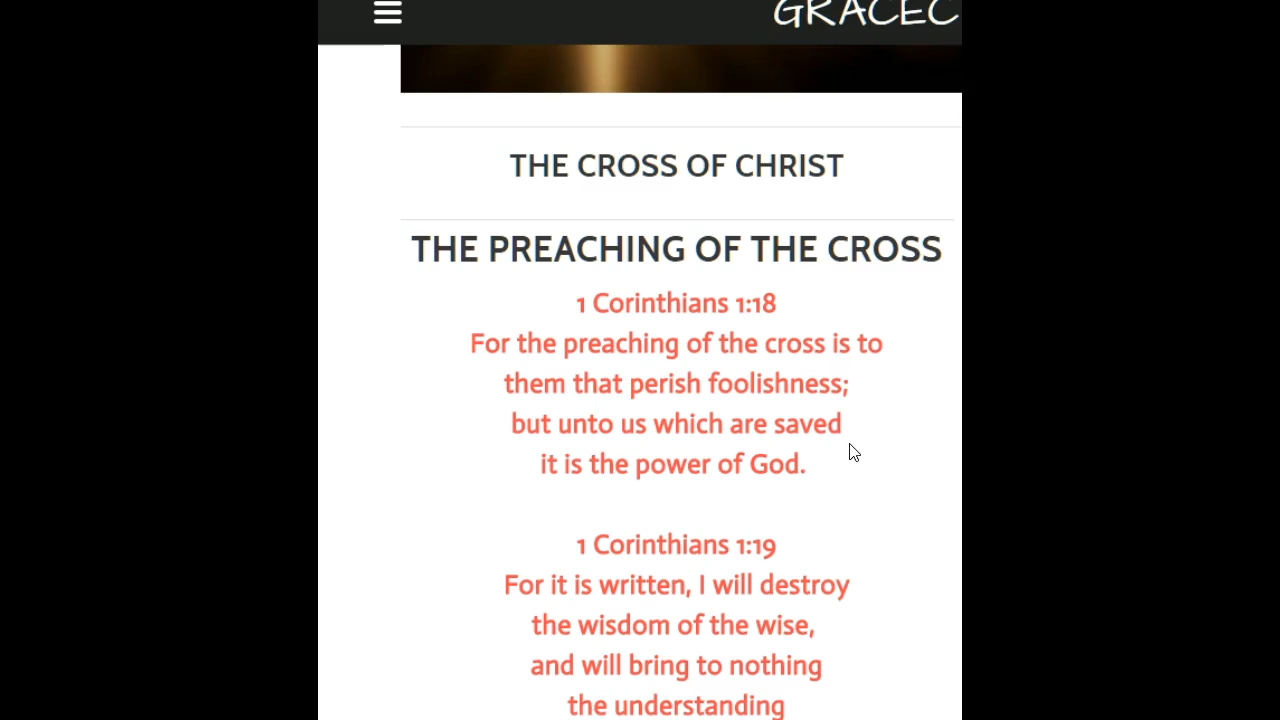 GRACEC
THE CROSS OF CHRIST
THE PREACHING OF THE CROSS
1 Corinthians 1:18
For the preaching of the cross is to
them that perish foolishness;
but unto us which are saved
it is the power of God.
1 Corinthians 1:19
For it is written, I will destroy
the wisdom of the wise,
and will bring to nothing
the understanding